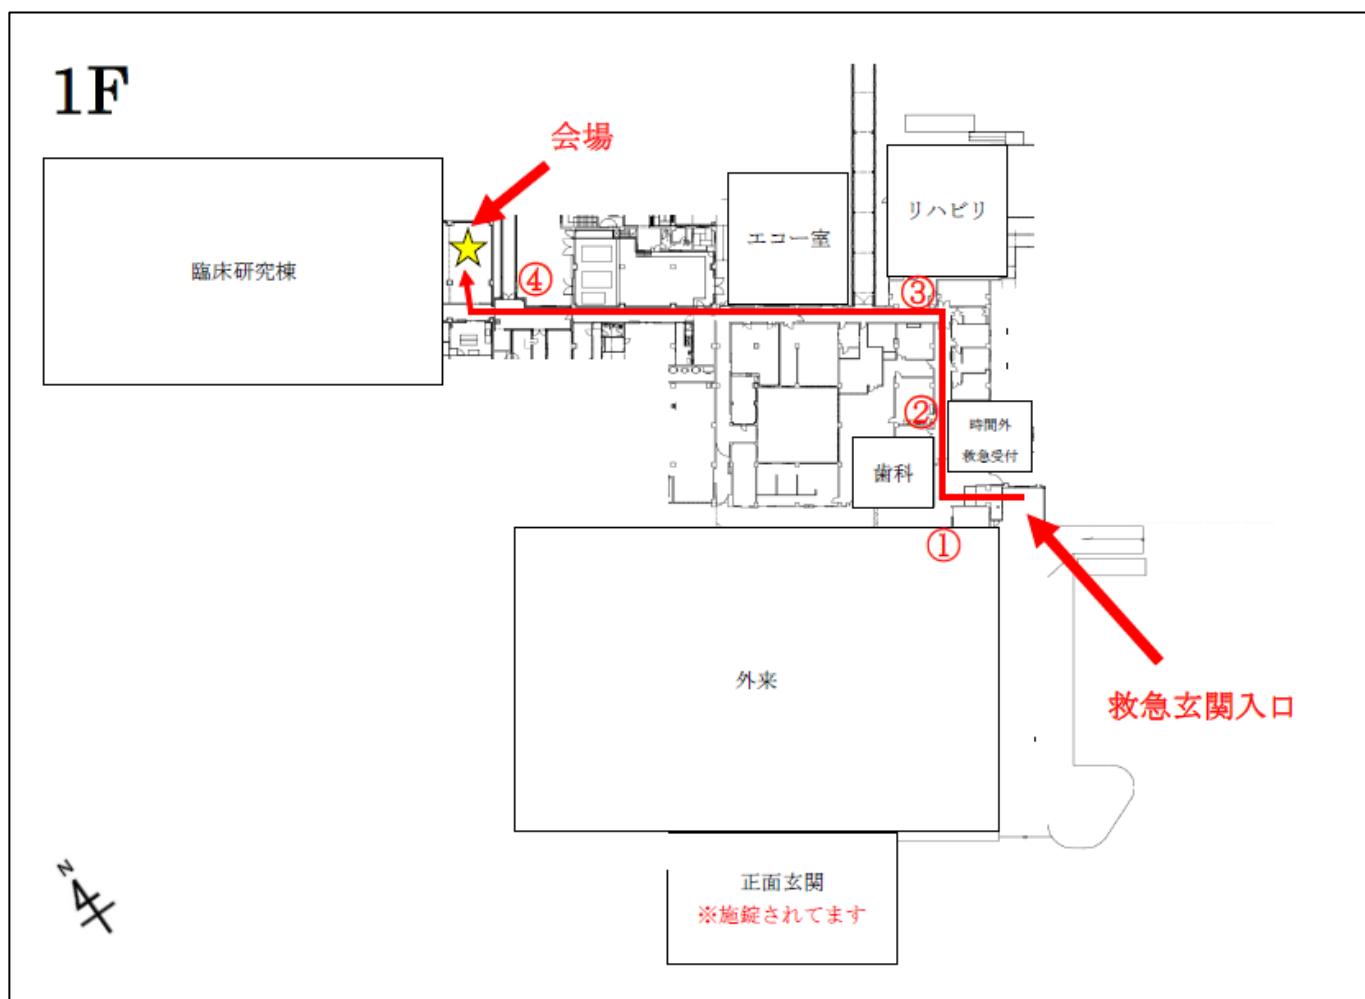 1F
会場
リハビリ
エコー室
臨床研究棟
④
③
②
時間外
救急受付
歯科
①
外来
救急玄関入口
正面玄関
※施錠されてます
N